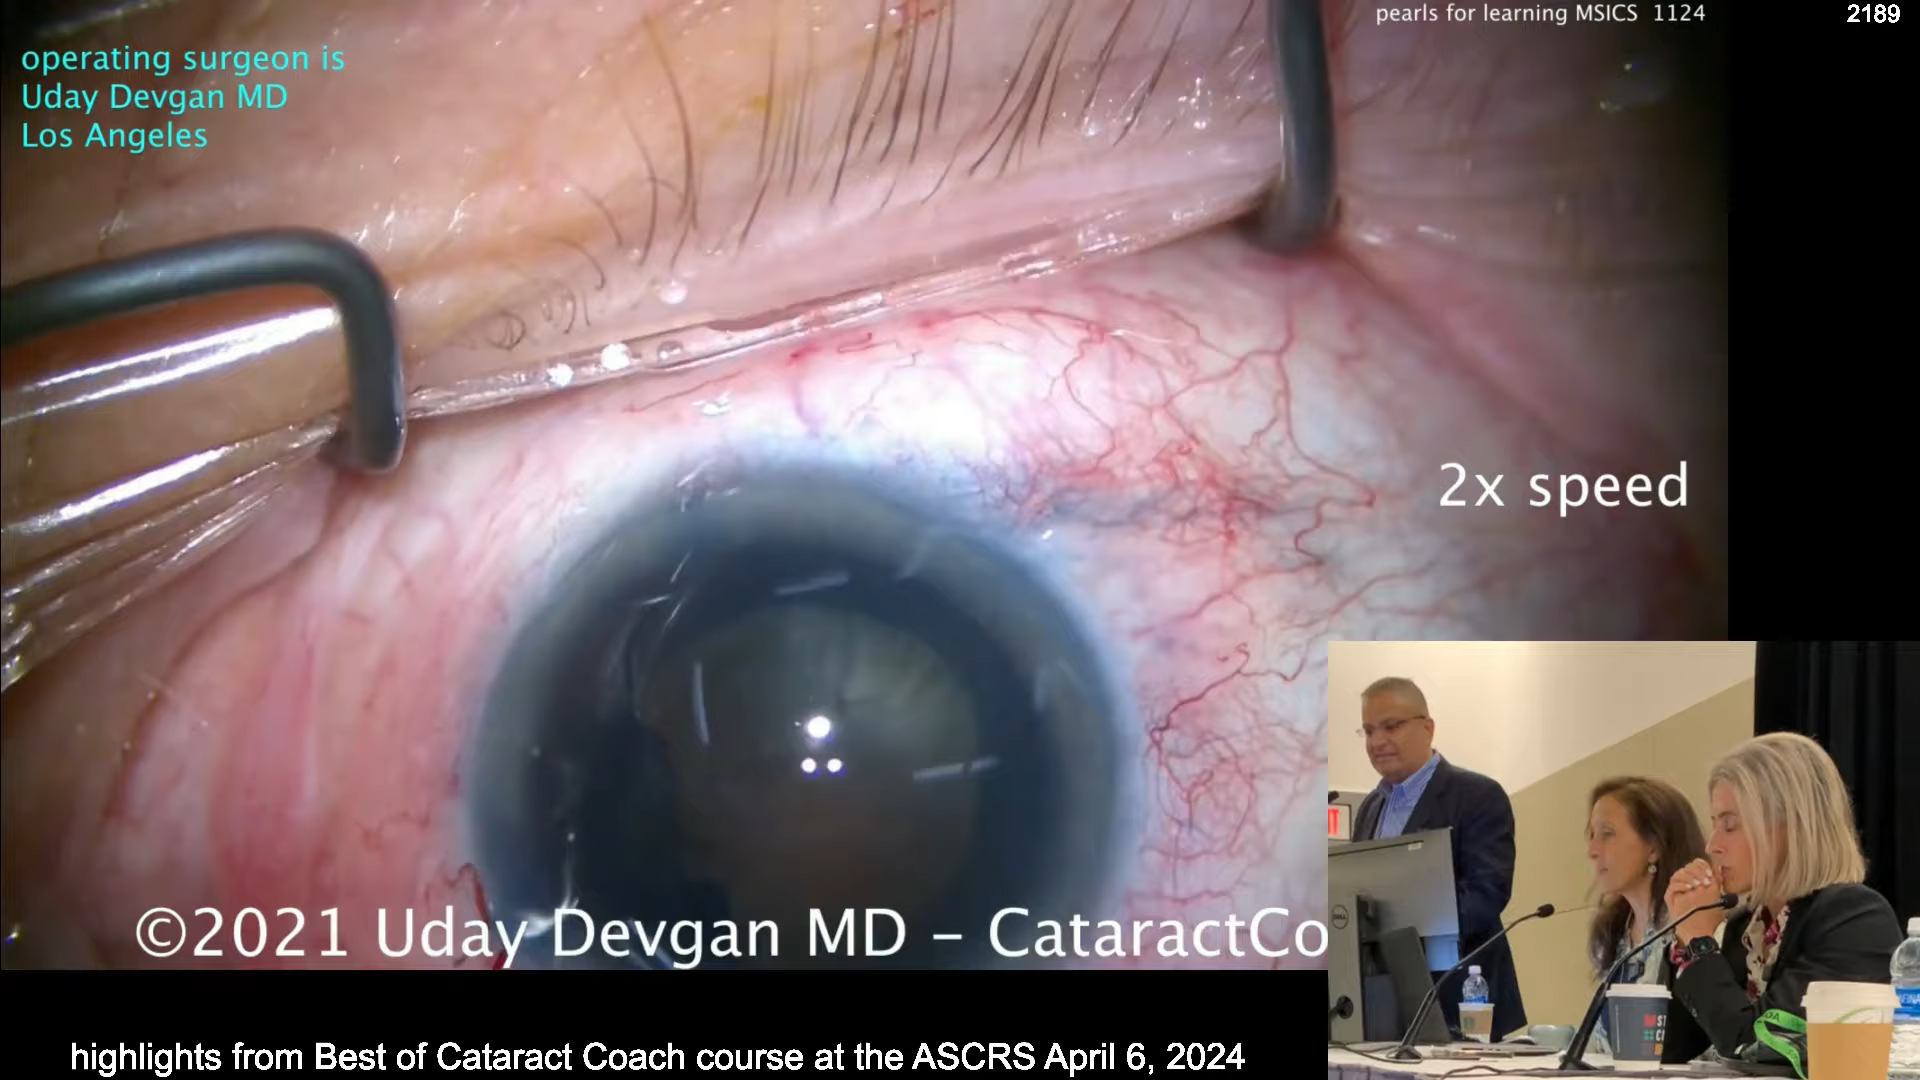 pearls for learning MSICS 1124
2189
operating surgeon is
Uday Devgan MD
Los Angeles
2x speed
©2021 Uday Devgan MD – CataractCo
highlights from Best of Cataract Coach course at the ASCRS April 6, 2024
DELL